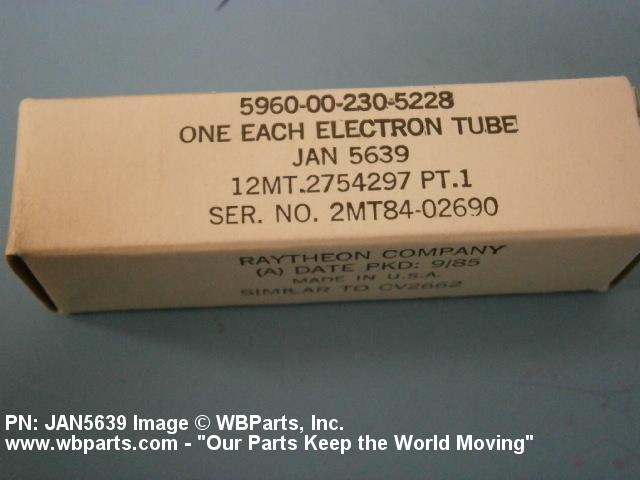 5960-00-230-5228
ONE EACH ELECTRON TUBE
JAN 5639
12MT.2754297 PT.1
SER. NO. 2MT84-02690
RAYTHEON COMPANY
(A) DATE PKD: 9/85
MADE IN U.S.A.
SIMILAR TO CV2662
PN: JAN5639 Image © WBParts, Inc.
www.wbparts.com - "Our Parts Keep the World Moving"